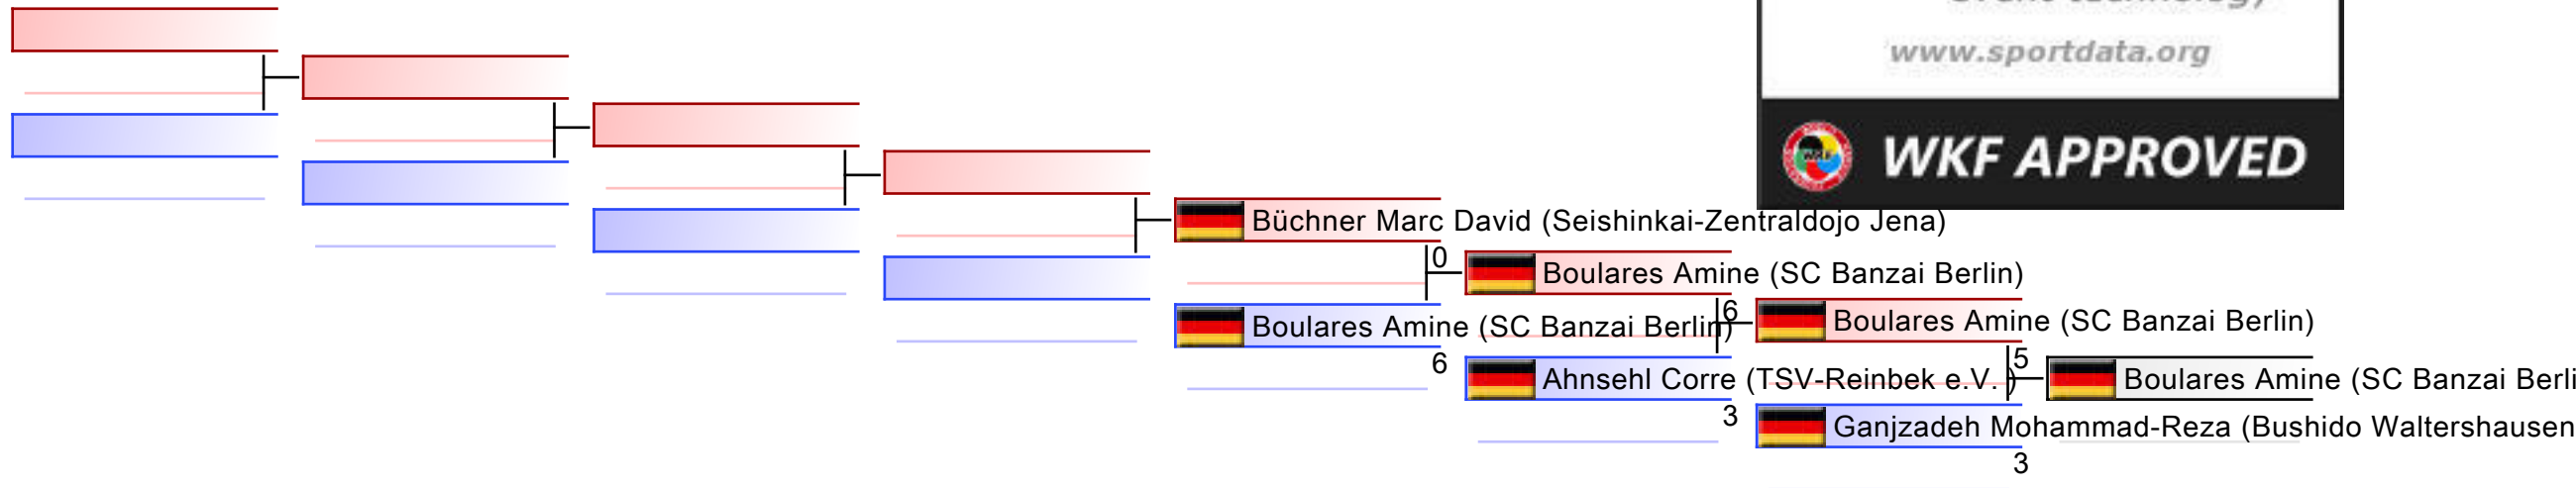 www.sportdata.org
WKF APPROVED
Büchner Marc David (Seishinkai-Zentraldojo Jena)
0
Boulares Amine (SC Banzai Berlin)
6
Boulares Amine (SC Banzai Berlin)
Boulares Amine (SC Banzai Berlin)
5
6
Ahnsehl Corre (TSV-Reinbek e.V. )
Boulares Amine (SC Banzai Berli
3
Ganjzadeh Mohammad-Reza (Bushido Waltershausen
3